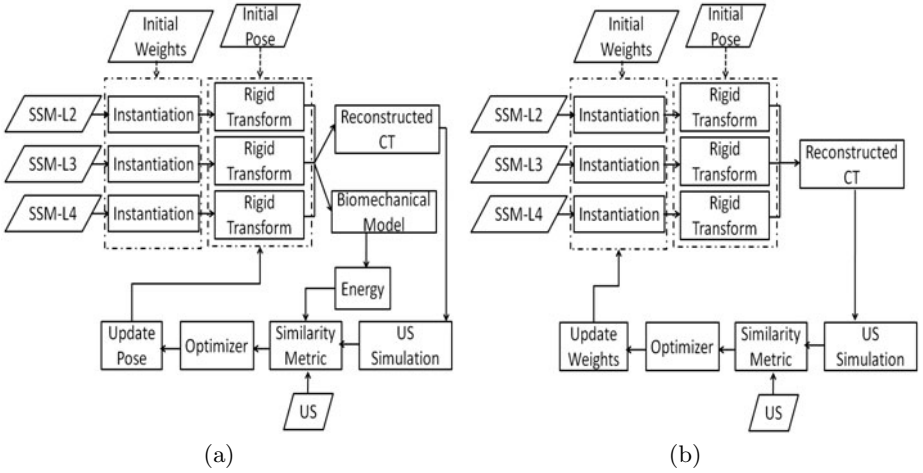 Initial
Weights
Initial
Pose
SSM-L2
Instantiation
Rigid
Transform
Reconstructed
CT
SSM-L3
Instantiation
Rigid
Transform
SSM-L4
Instantiation
Rigid
Transform
Biomechanical
Model
Energy
Update
Pose
Optimizer
Similarity
Metric
US
Simulation
US
(a)
Initial
Weights
Initial
Pose
SSM-L2
Instantiation
Rigid
Transform
SSM-L3
Instantiation
Rigid
Transform
Reconstructed
CT
SSM-L4
Instantiation
Rigid
Transform
Update
Weights
Optimizer
Similarity
Metric
US
Simulation
US
(b)